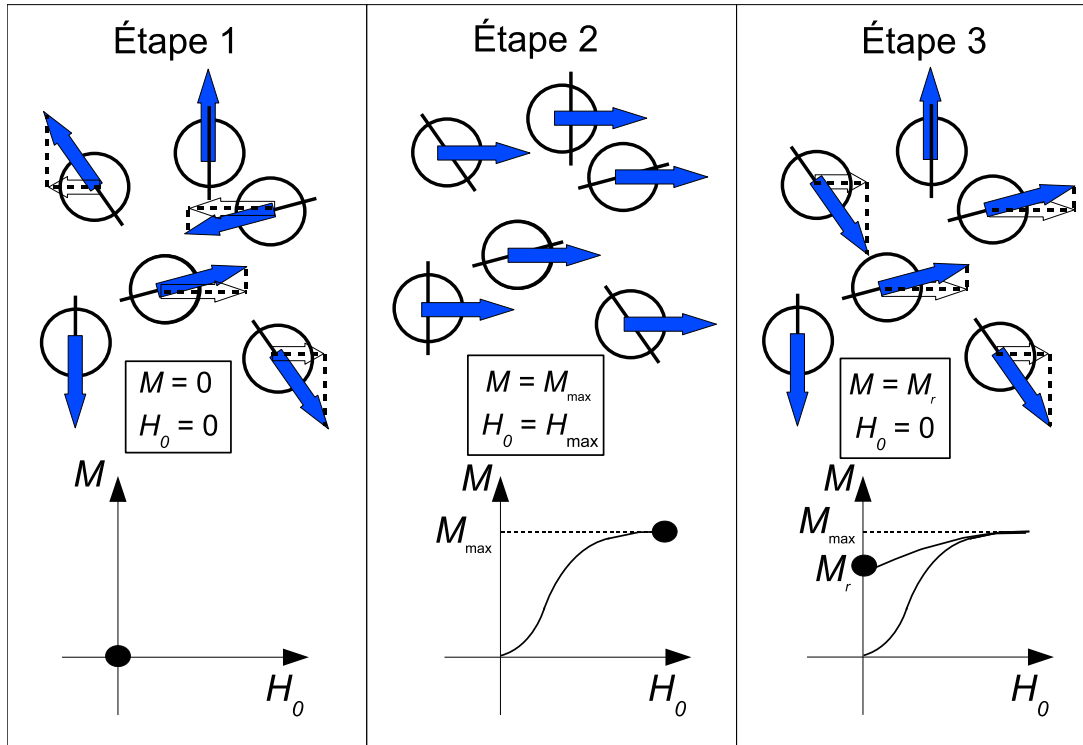 Étape 1
M = 0
H0 = 0
M
H0
Étape 2
M = Mmax
H0 = Hmax
M
Mmax
H0
Étape 3
M = Mr
H0 = 0
M
Mmax
Mr
H0